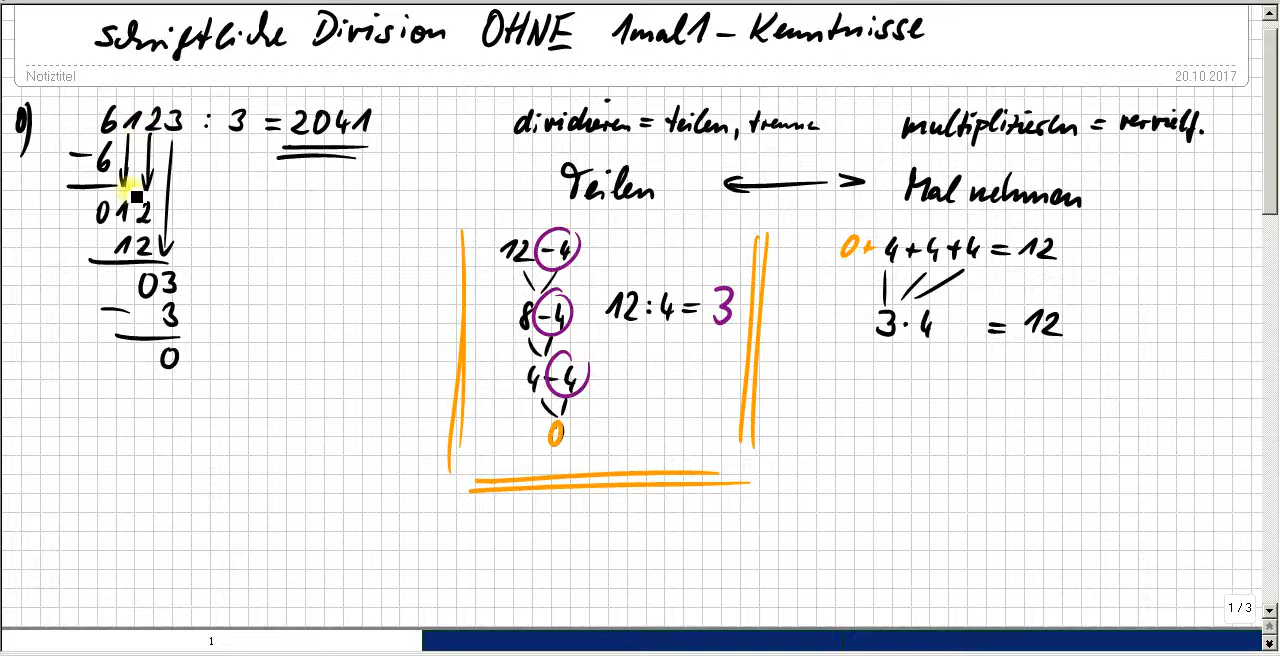 schriftliche Division OHNE 1mal1 - Kenntnisse
Notiztitel
20.10.2017
0)
6123 : 3 = 2041
- 6
012
12
03
- 3
0
dividieren = teilen, trennen
multiplizieren = vervielf.
Teilen ⟷ Mal nehmen
12 - 4
8 - 4
4 - 4
0
12 : 4 = 3
0 + 4 + 4 + 4 = 12
3 · 4 = 12
1 / 3
1